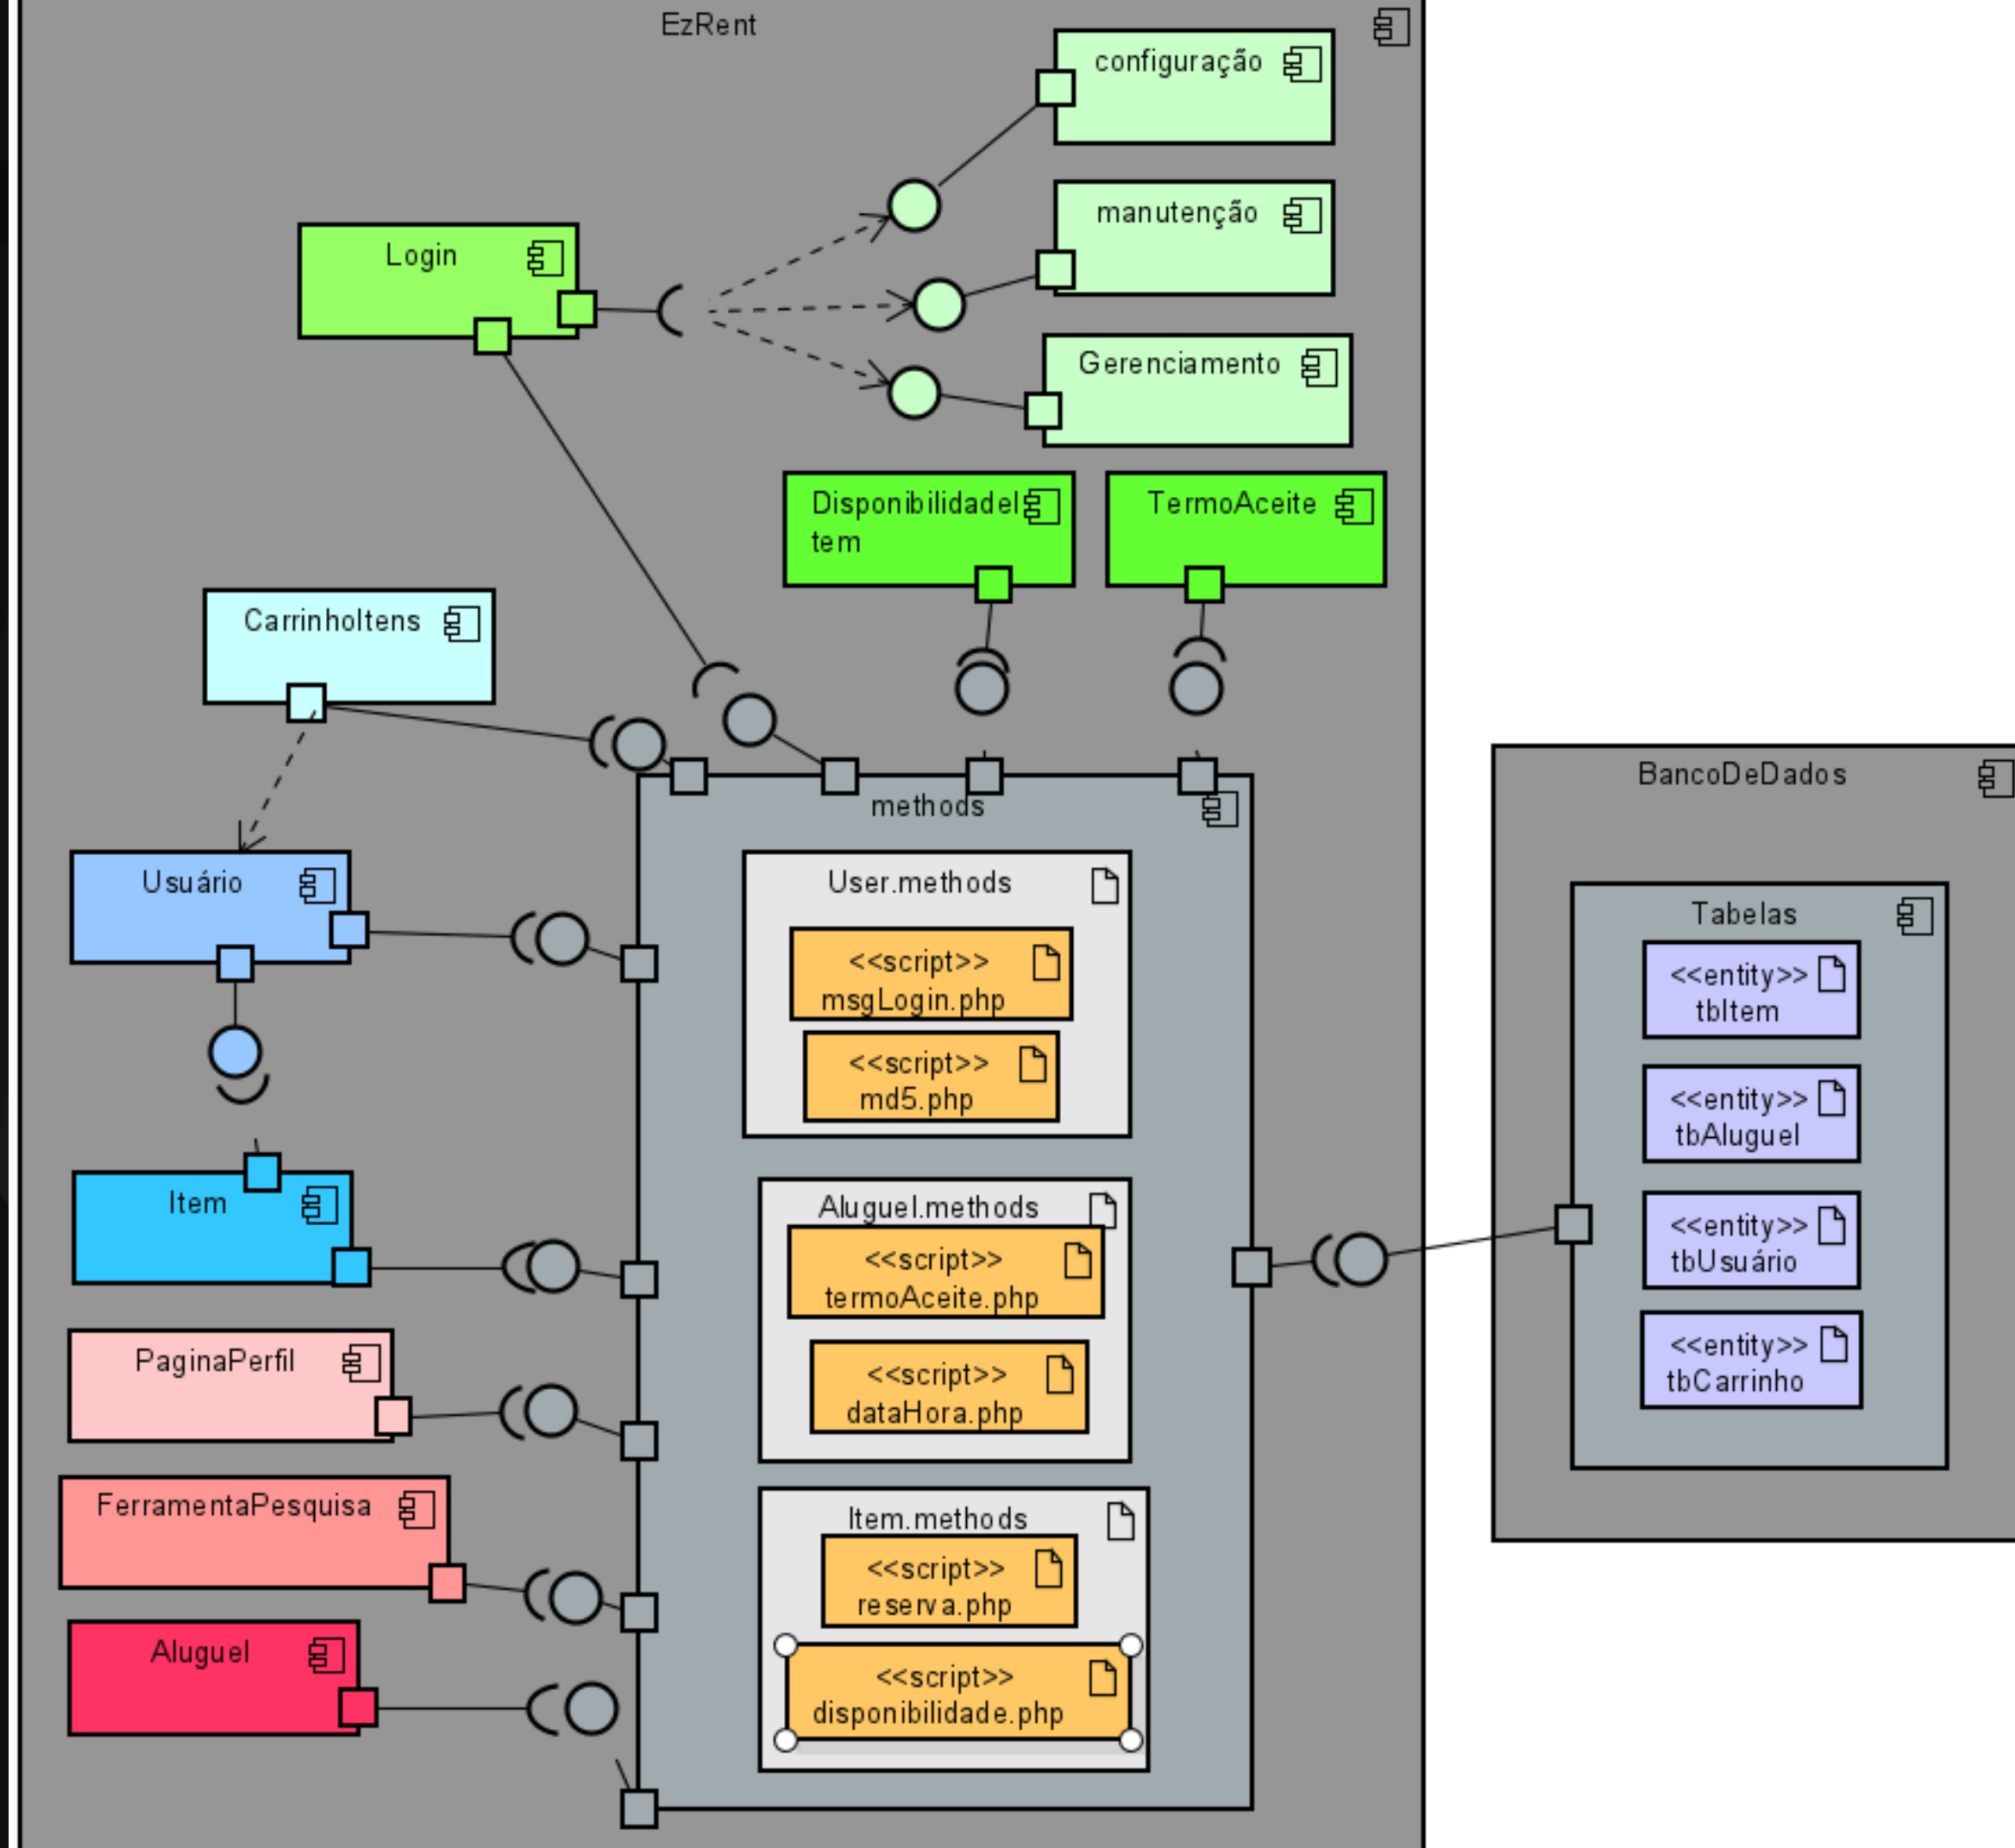 EzRent
configuração
manutenção
Login
Gerenciamento
DisponibilidadeI
tem
TermoAceite
CarrinhoItens
BancoDeDados
methods
Usuário
User.methods
<<script>>
msgLogin.php
<<script>>
md5.php
Tabelas
<<entity>>
tbItem
<<entity>>
tbAluguel
<<entity>>
tbUsuário
<<entity>>
tbCarrinho
Item
Aluguel.methods
<<script>>
termoAceite.php
<<script>>
dataHora.php
PaginaPerfil
FerramentaPesquisa
Item.methods
<<script>>
reserva.php
<<script>>
disponibilidade.php
Aluguel